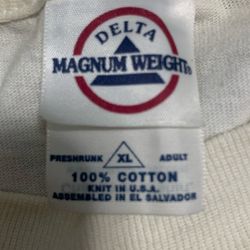 DELTA
MAGNUM WEIGHT®
PRESHRUNK XL ADULT
100% COTTON
KNIT IN U.S.A.
ASSEMBLED IN EL SALVADOR